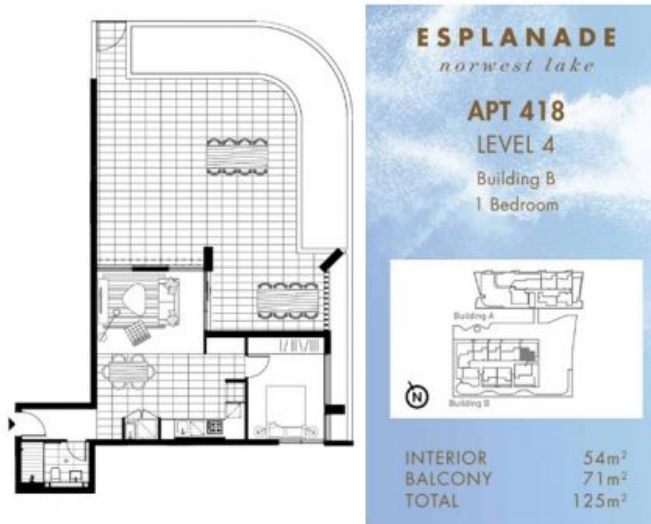 ESPLANADE
norwest lake
APT 418
LEVEL 4
Building B
1 Bedroom
Building A
N
Building B
INTERIOR 54m²
BALCONY 71m²
TOTAL 125m²